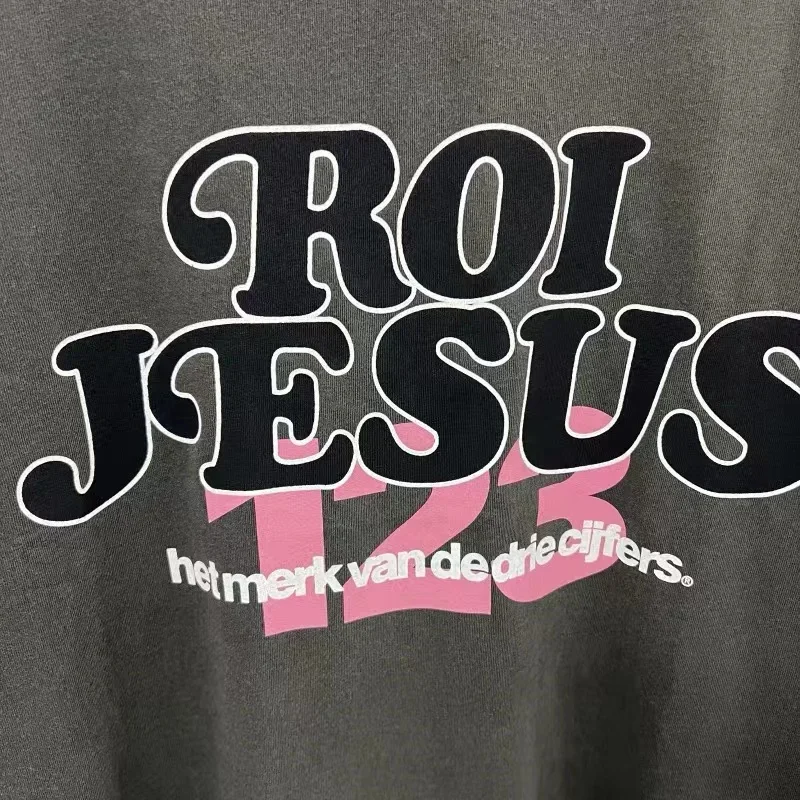 ROI
JESUS
123
het merk van de drie cijfers.®